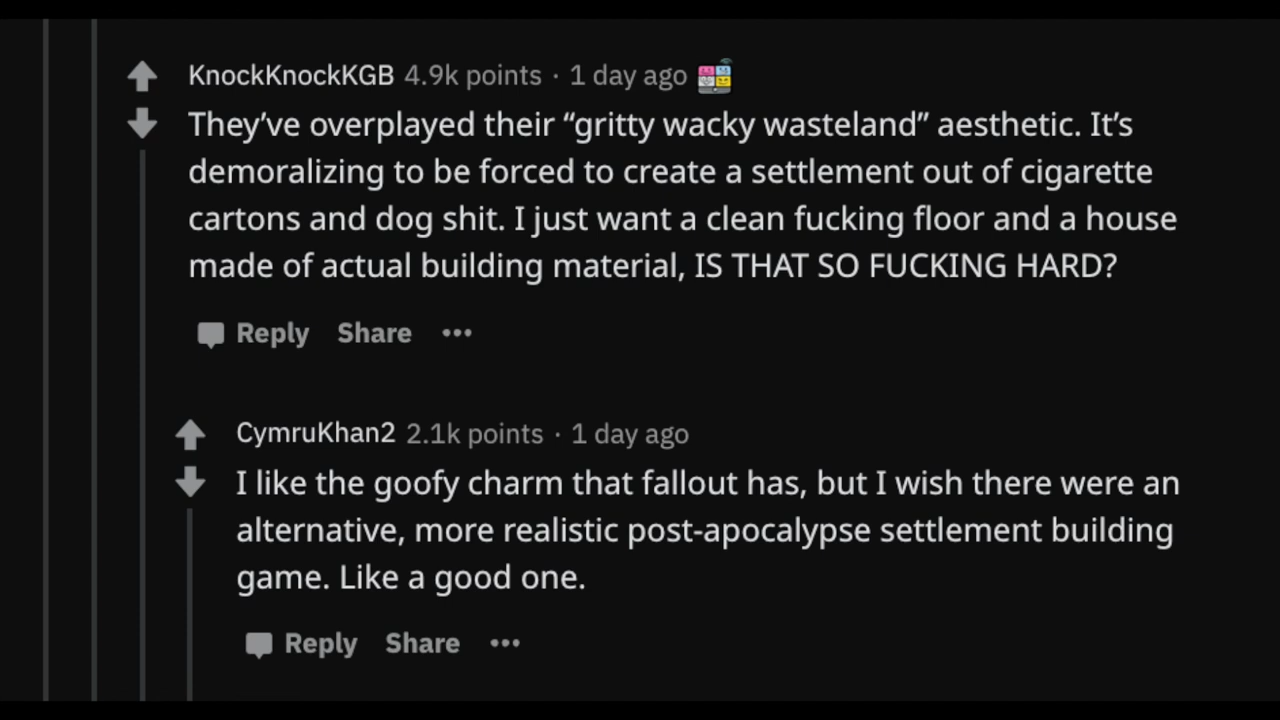 KnockKnockKGB 4.9k points · 1 day ago
They’ve overplayed their “gritty wacky wasteland” aesthetic. It’s
demoralizing to be forced to create a settlement out of cigarette
cartons and dog shit. I just want a clean fucking floor and a house
made of actual building material, IS THAT SO FUCKING HARD?
Reply Share •••
CymruKhan2 2.1k points · 1 day ago
I like the goofy charm that fallout has, but I wish there were an
alternative, more realistic post-apocalypse settlement building
game. Like a good one.
Reply Share •••